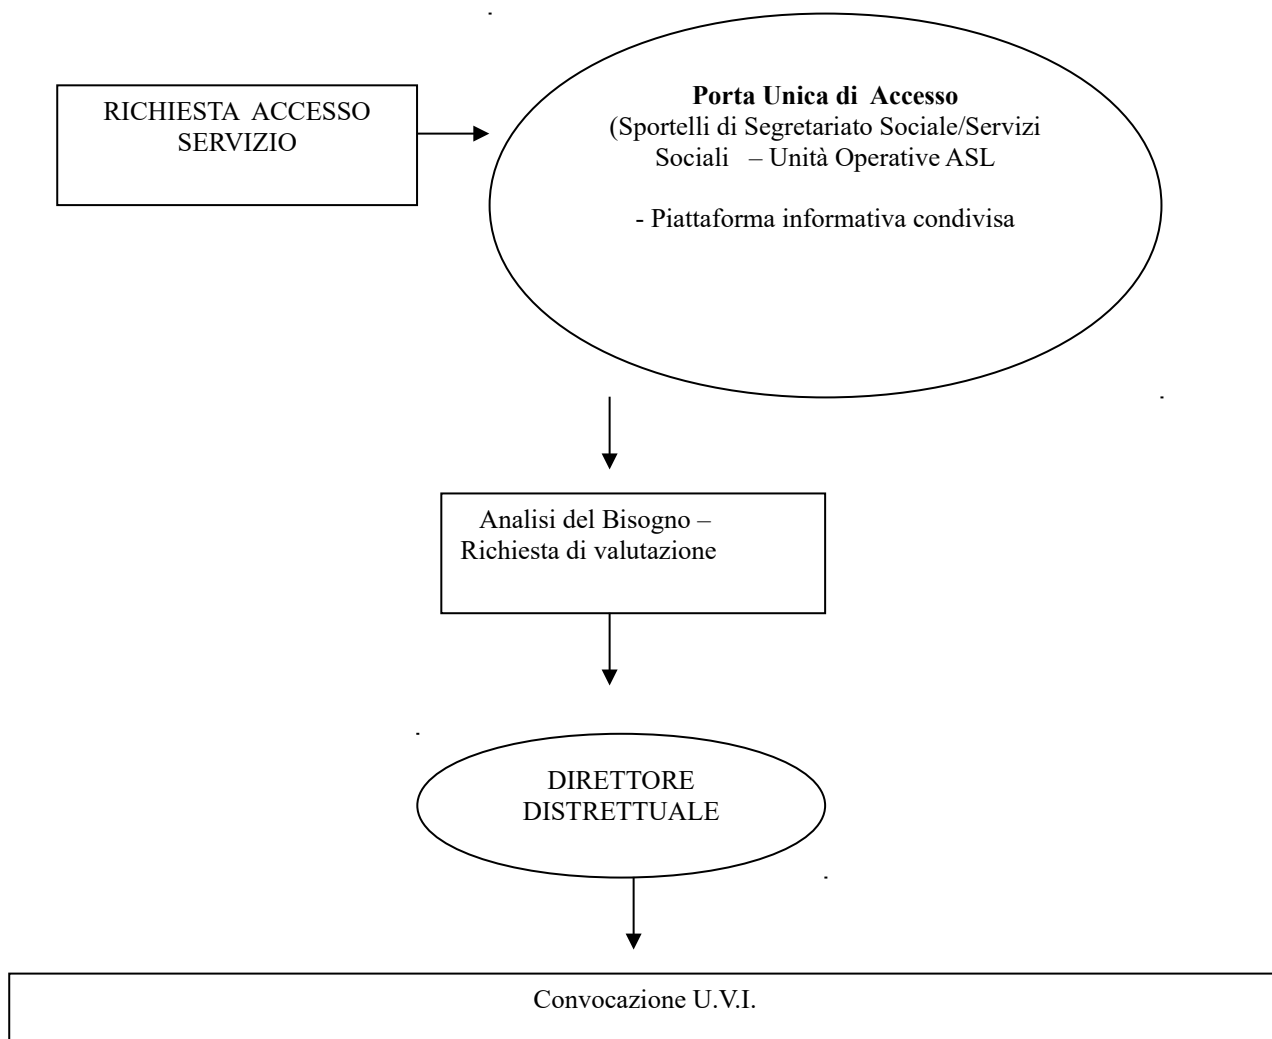 RICHIESTA ACCESSO
SERVIZIO
Porta Unica di Accesso
(Sportelli di Segretariato Sociale/Servizi
Sociali – Unità Operative ASL
- Piattaforma informativa condivisa
Analisi del Bisogno –
Richiesta di valutazione
DIRETTORE
DISTRETTUALE
Convocazione U.V.I.